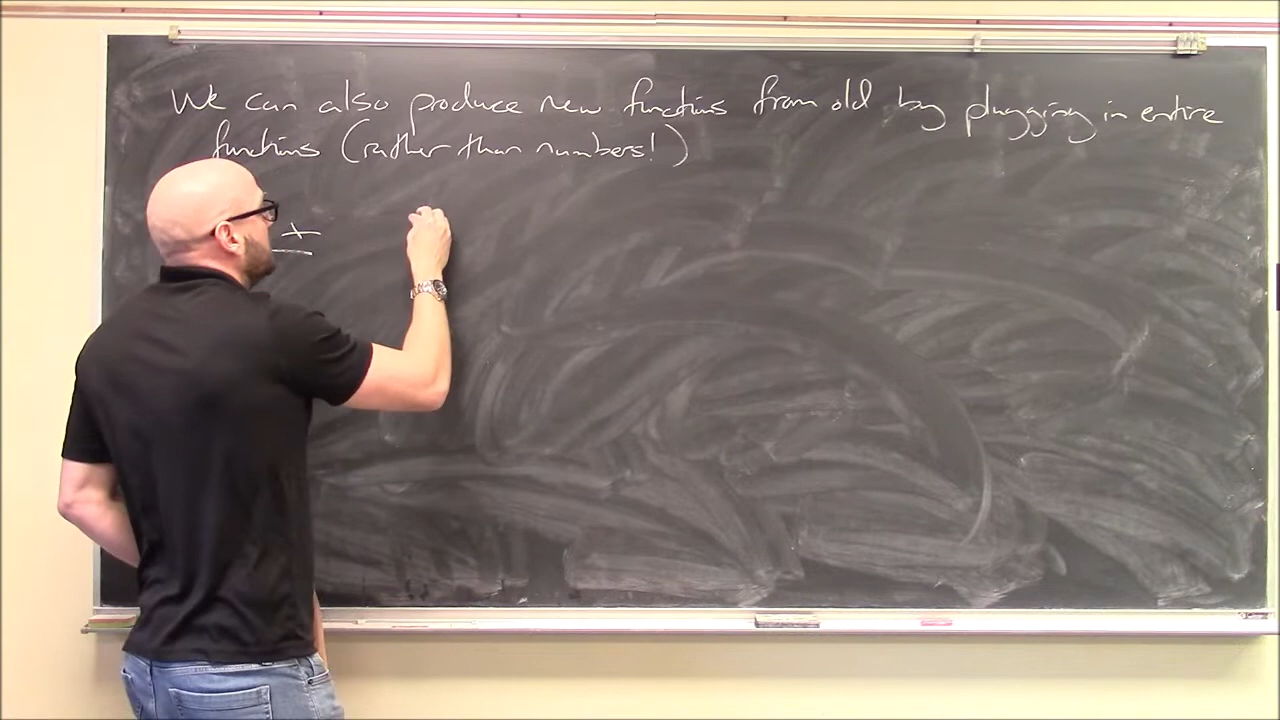 We can also produce new functions from old by plugging in entire
functions (rather than numbers!)